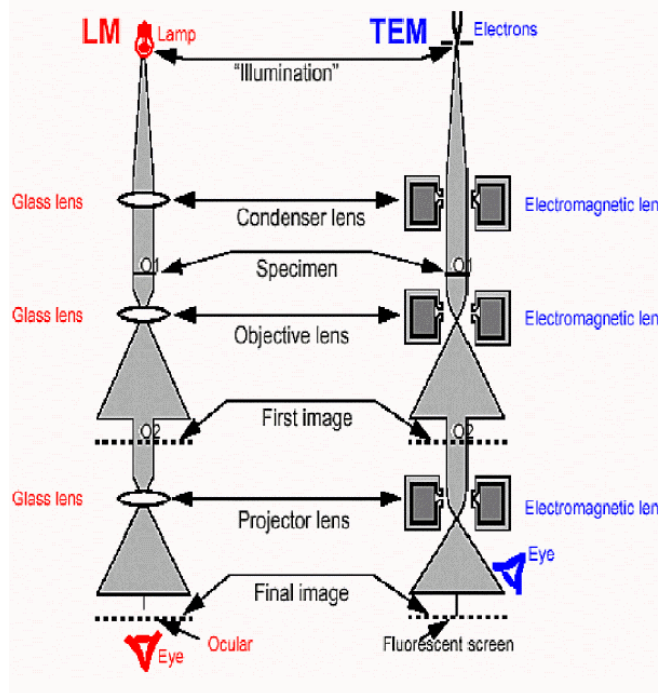 LM Lamp TEM Electrons
"Illumination"
Glass lens Condenser lens Electromagnetic len
O1 Specimen O1
Glass lens Objective lens Electromagnetic len
First image
O2 O2
Glass lens Projector lens Electromagnetic len
Eye
Final image
Eye Ocular Fluorescent screen